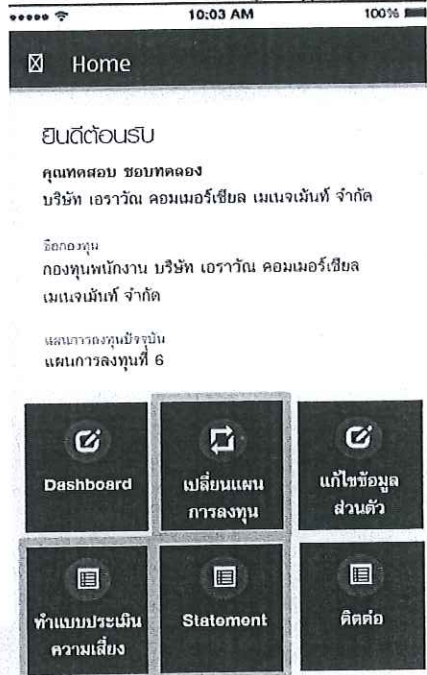 10:03 AM
100%
Home
ยินดีต้อนรับ
คุณทดสอบ ชอบทดลอง
บริษัท เอราวัณ คอมเมอร์เชียล เมเนจเม้นท์ จำกัด
ชื่อกองทุน
กองทุนพนักงาน บริษัท เอราวัณ คอมเมอร์เชียล
เมเนจเม้นท์ จำกัด
แผนการลงทุนปัจจุบัน
แผนการลงทุนที่ 6
Dashboard
เปลี่ยนแผน
การลงทุน
แก้ไขข้อมูล
ส่วนตัว
ทำแบบประเมิน
ความเสี่ยง
Statement
ติดต่อ